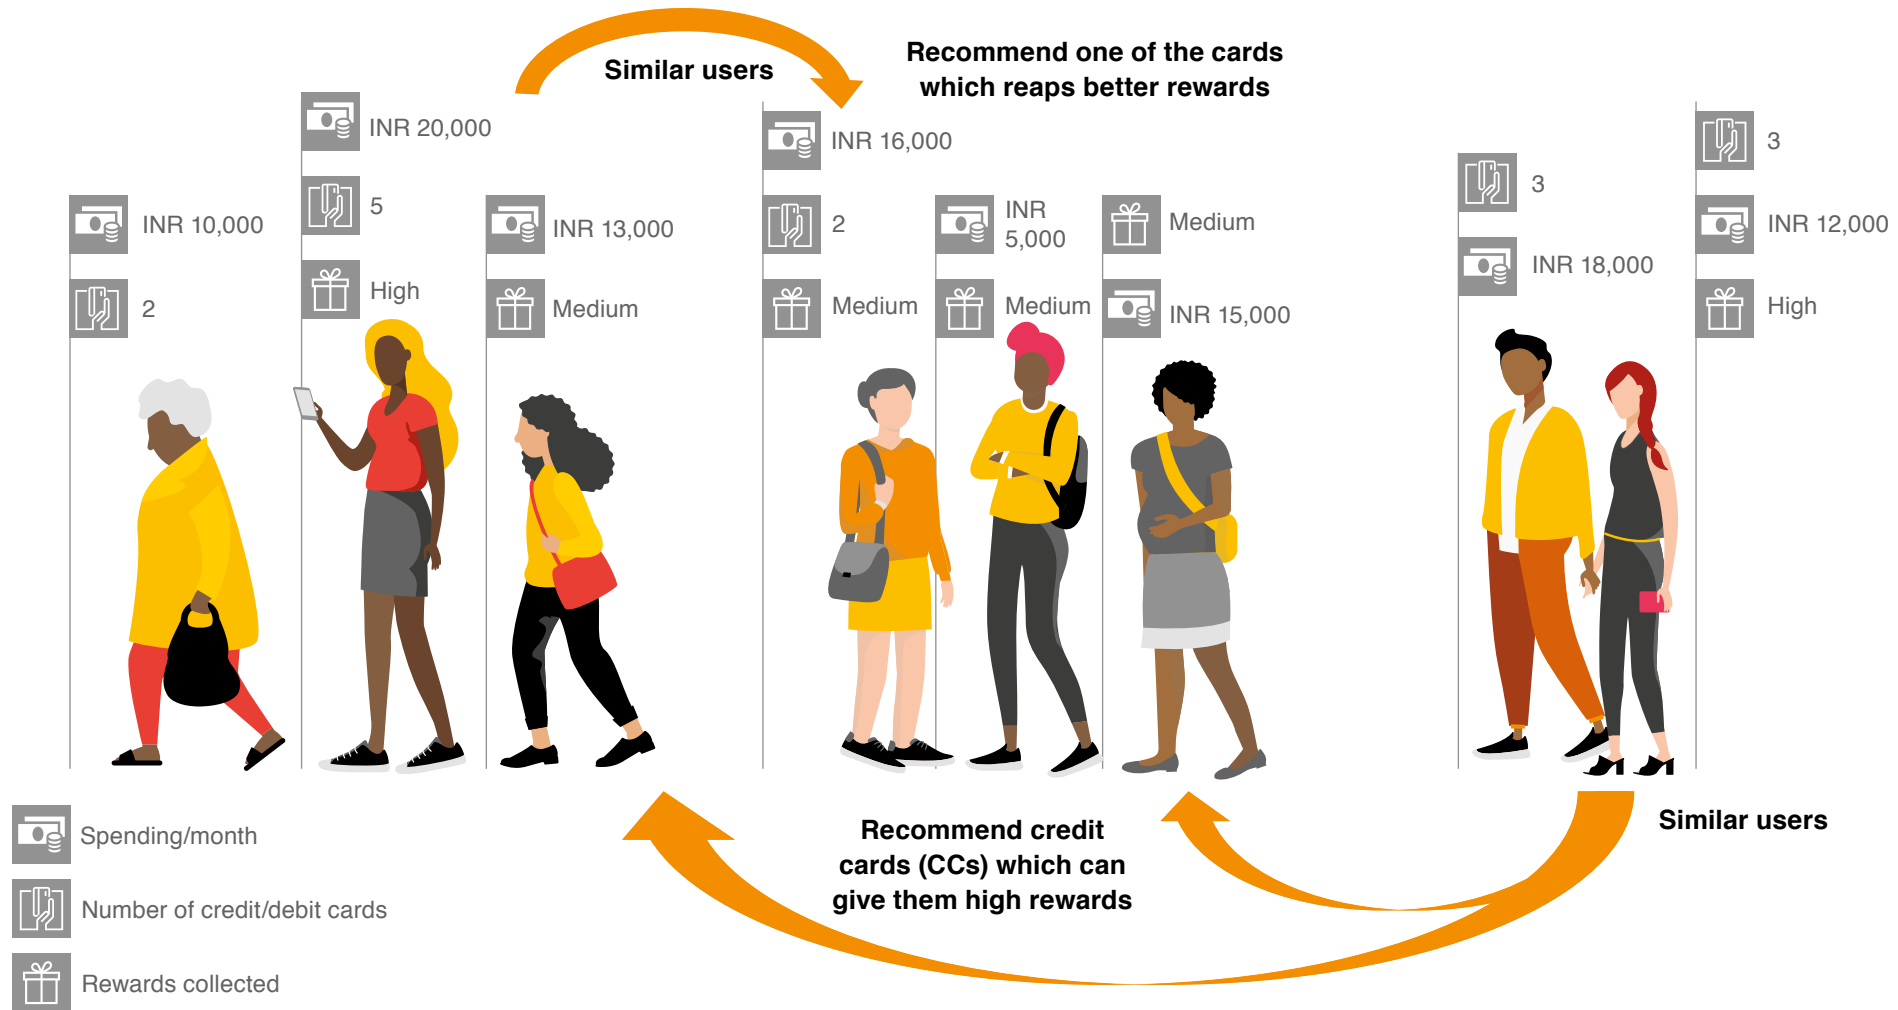 Similar users
Recommend one of the cards
which reaps better rewards
INR 10,000
2
INR 20,000
5
High
INR 13,000
Medium
INR 16,000
2
Medium
INR
5,000
Medium
Medium
INR 15,000
3
INR 18,000
3
INR 12,000
High
Spending/month
Number of credit/debit cards
Rewards collected
Recommend credit
cards (CCs) which can
give them high rewards
Similar users